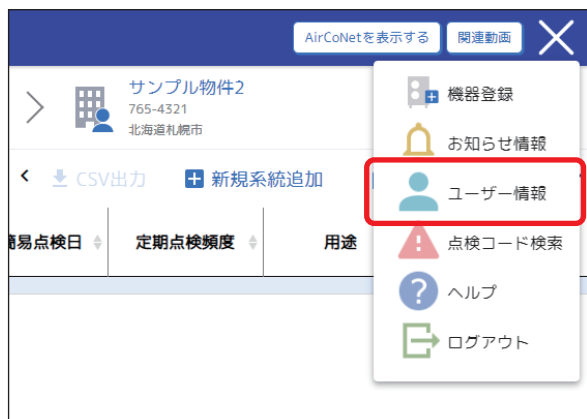 AirCoNetを表示する
関連動画
サンプル物件2
765-4321
北海道札幌市
CSV出力
新規系統追加
易点検日
定期点検頻度
用途
機器登録
お知らせ情報
ユーザー情報
点検コード検索
ヘルプ
ログアウト